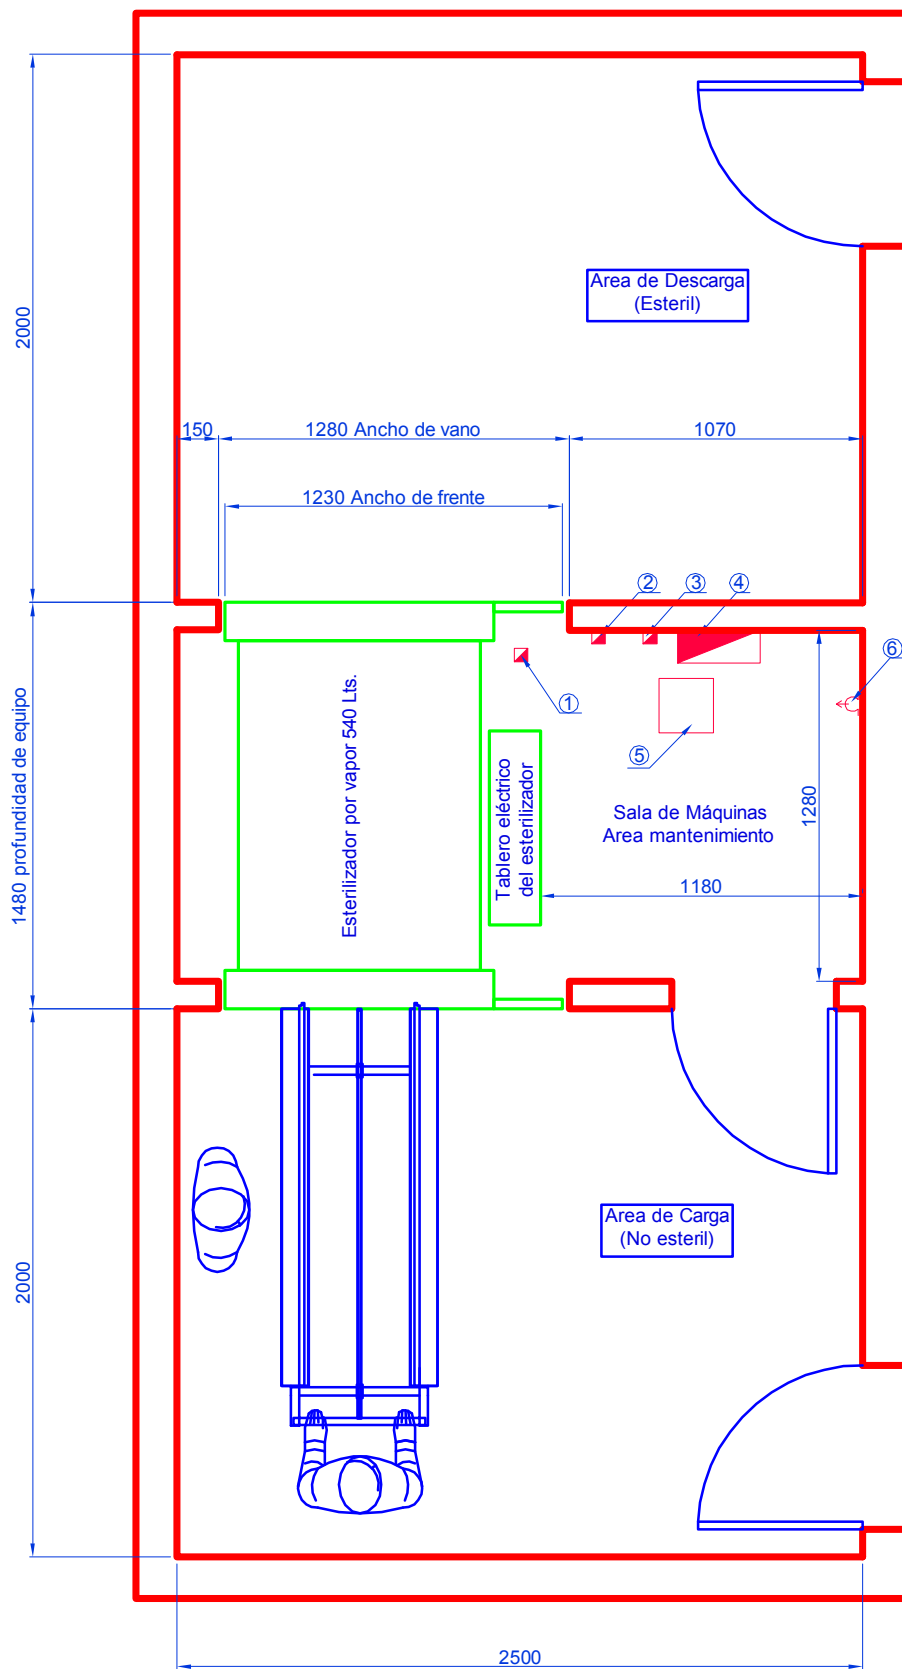 2000
Area de Descarga
(Esteril)
150
1280 Ancho de vano
1070
1230 Ancho de frente
2
3
4
1
6
5
1480 profundidad de equipo
Esterilizador por vapor 540 Lts.
Tablero eléctrico
del esterilizador
Sala de Máquinas
Area mantenimiento
1280
1180
Area de Carga
(No esteril)
2000
2500